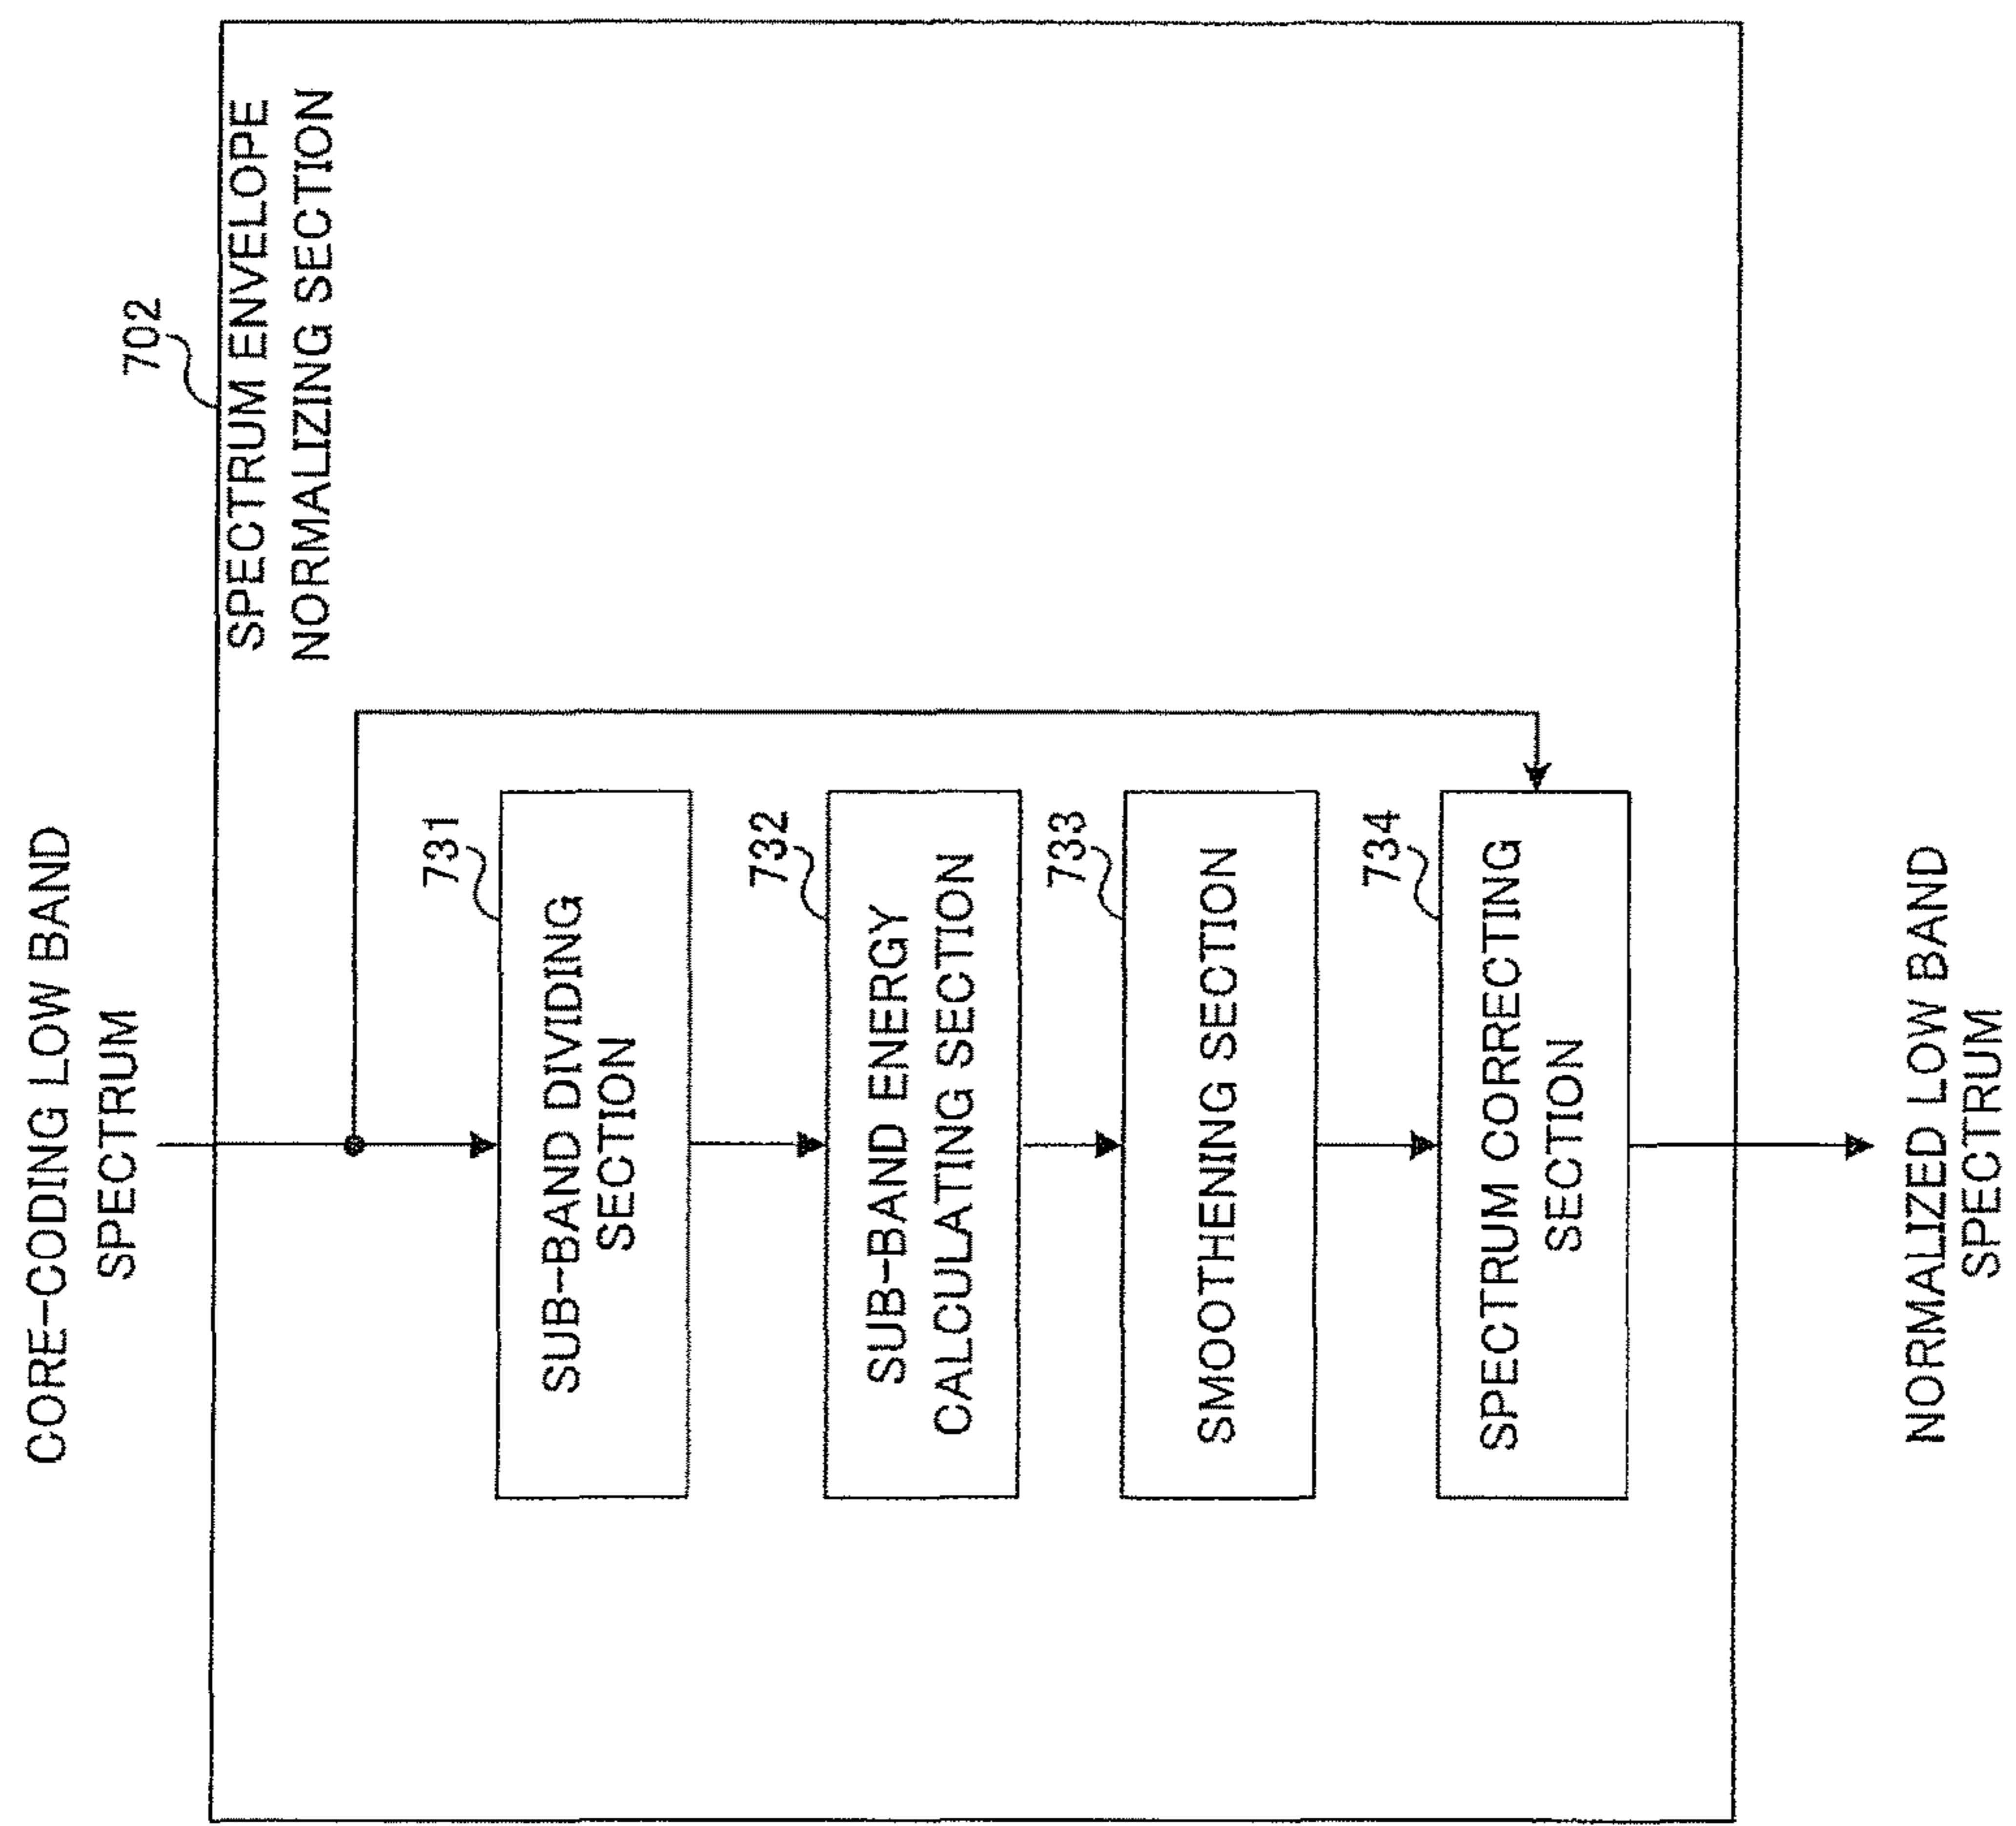 CORE-CODING LOW BAND
SPECTRUM
702
SPECTRUM ENVELOPE
NORMALIZING SECTION
731
SUB-BAND DIVIDING
SECTION
732
SUB-BAND ENERGY
CALCULATING SECTION
733
SMOOTHENING SECTION
734
SPECTRUM CORRECTING
SECTION
NORMALIZED LOW BAND
SPECTRUM